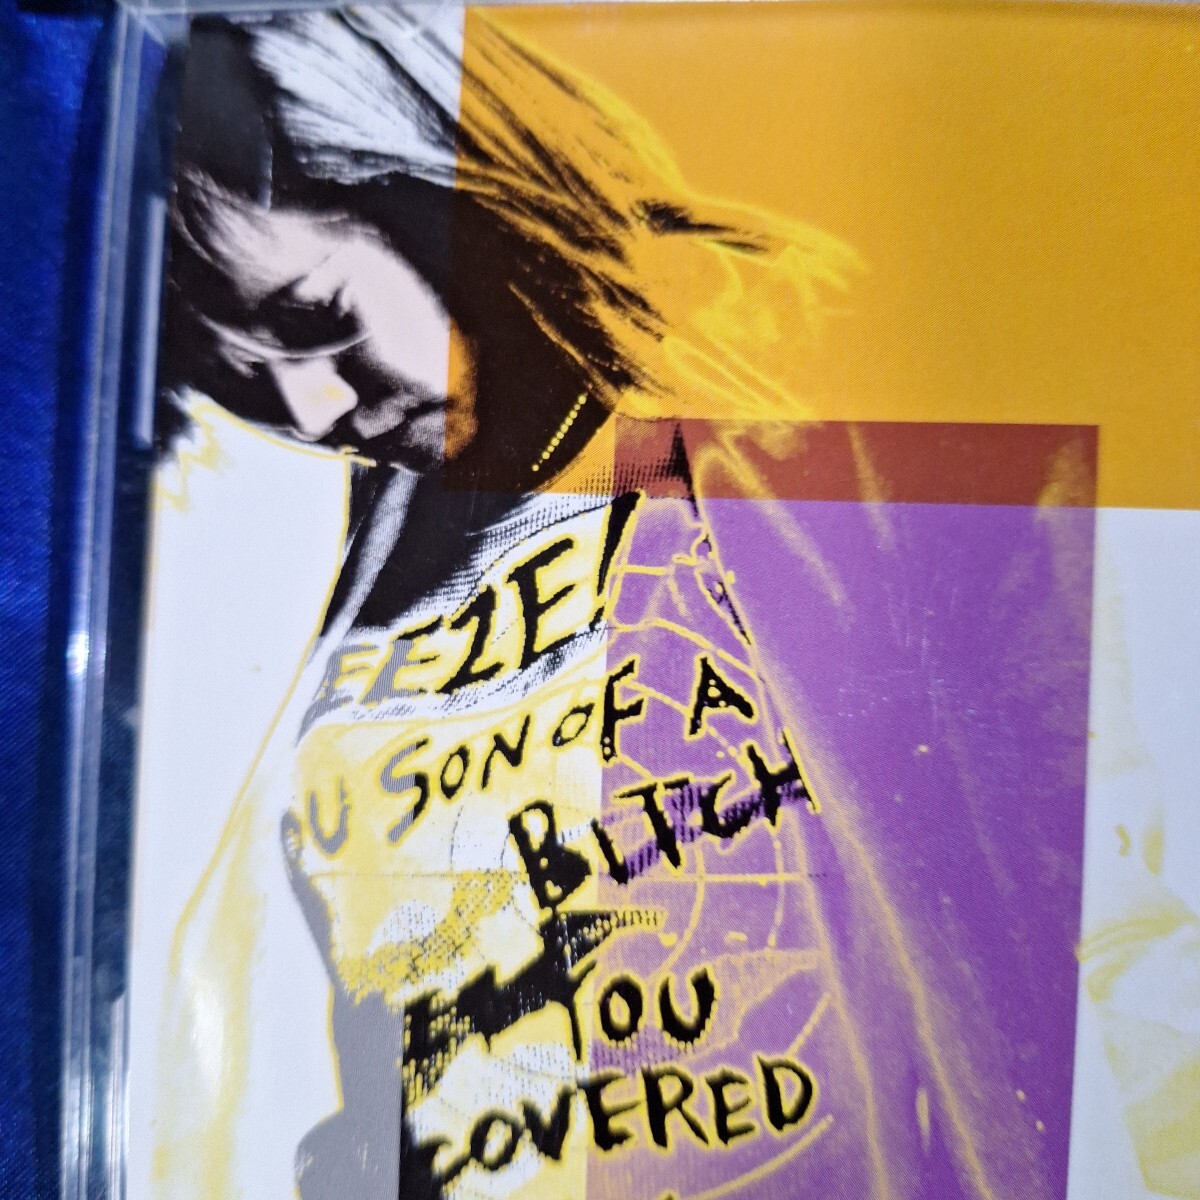 EEZE!
U SON OF A
BITCH
YOU
COVERED